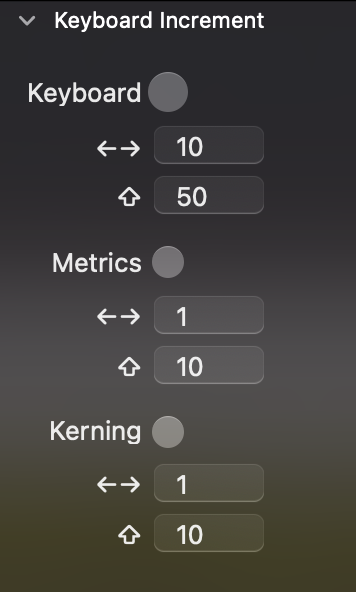 Keyboard Increment
Keyboard
←→ 10
⇧ 50
Metrics
←→ 1
⇧ 10
Kerning
←→ 1
⇧ 10